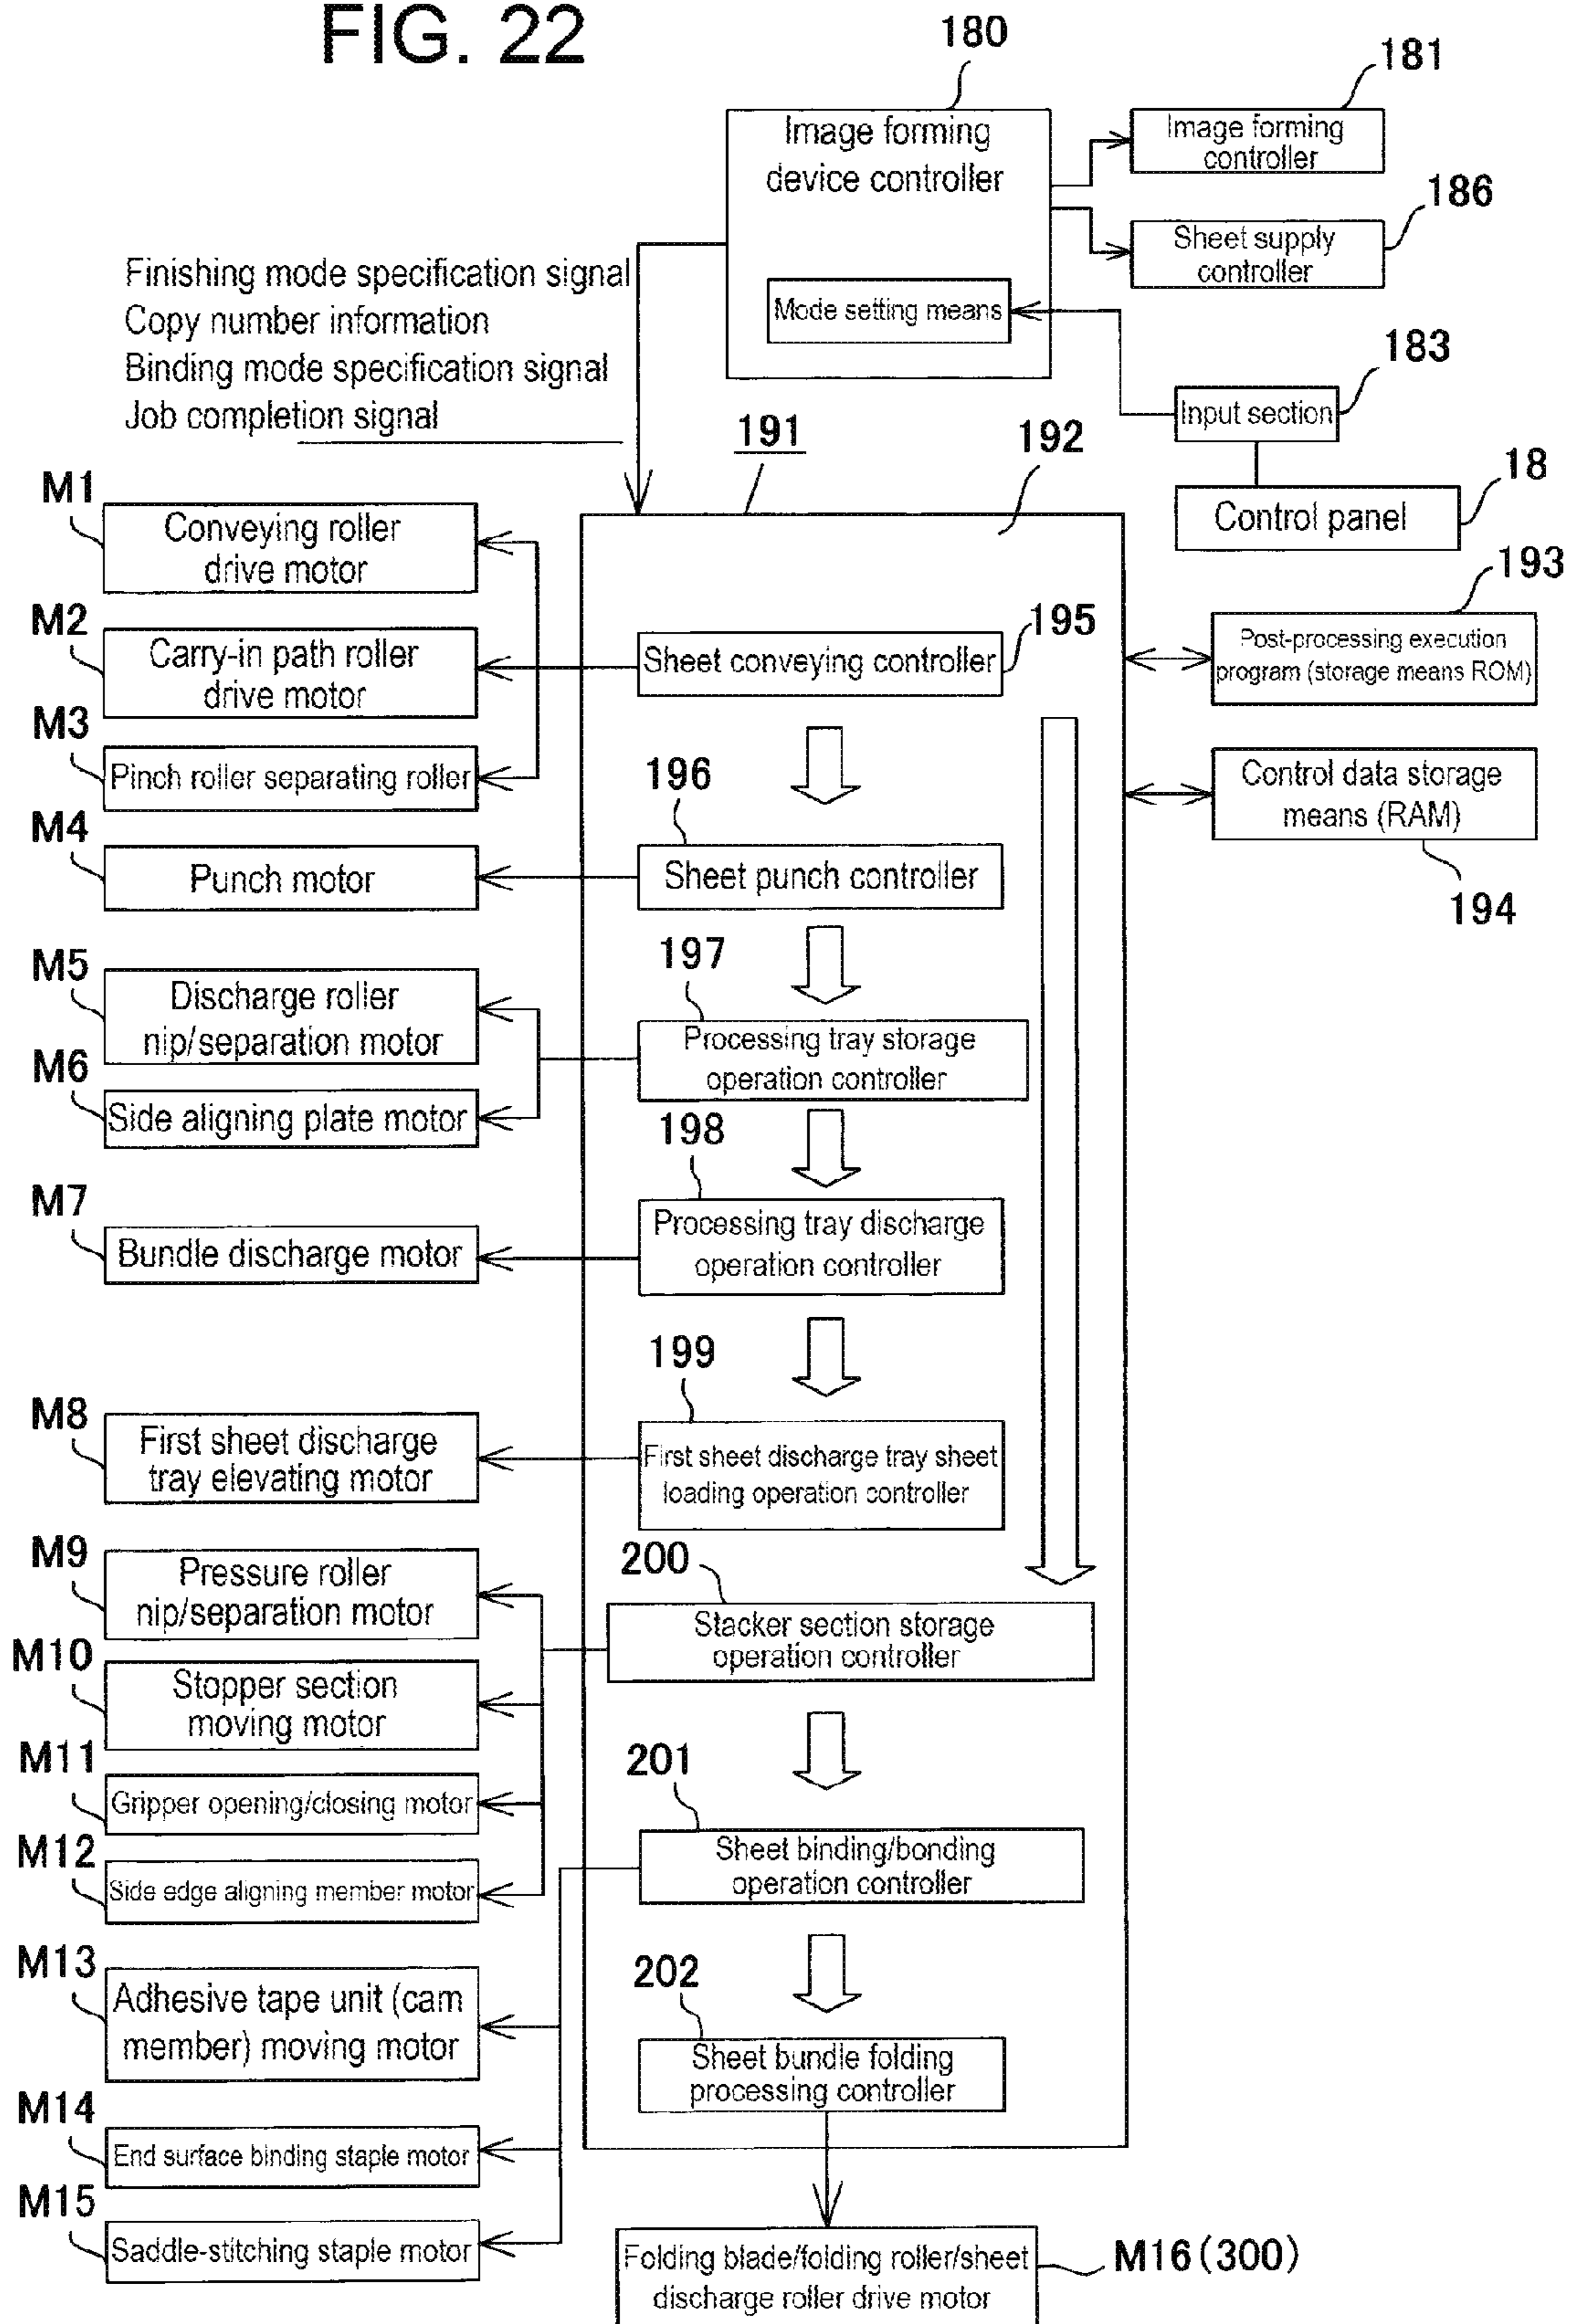 FIG. 22
180
Image forming
device controller
181
Image forming
controller
186
Sheet supply
controller
Mode setting means
183
Input section
18
Control panel
Finishing mode specification signal
Copy number information
Binding mode specification signal
Job completion signal
191
192
193
Post-processing execution
program (storage means ROM)
Control data storage
means (RAM)
194
M1
Conveying roller
drive motor
M2
Carry-in path roller
drive motor
195
Sheet conveying controller
M3
Pinch roller separating roller
M4
Punch motor
196
Sheet punch controller
M5
Discharge roller
nip/separation motor
197
Processing tray storage
operation controller
M6
Side aligning plate motor
198
Processing tray discharge
operation controller
M7
Bundle discharge motor
199
First sheet discharge tray sheet
loading operation controller
M8
First sheet discharge
tray elevating motor
M9
Pressure roller
nip/separation motor
200
Stacker section storage
operation controller
M10
Stopper section
moving motor
M11
Gripper opening/closing motor
M12
Side edge aligning member motor
201
Sheet binding/bonding
operation controller
M13
Adhesive tape unit (cam
member) moving motor
202
Sheet bundle folding
processing controller
M14
End surface binding staple motor
M15
Saddle-stitching staple motor
Folding blade/folding roller/sheet
discharge roller drive motor
M16(300)